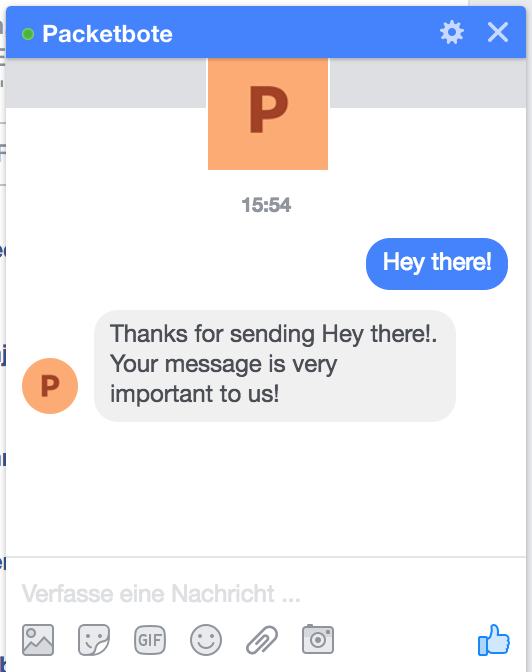 Packetbote
P
15:54
Hey there!
Thanks for sending Hey there!.
Your message is very
important to us!
P
Verfasse eine Nachricht ...
GIF